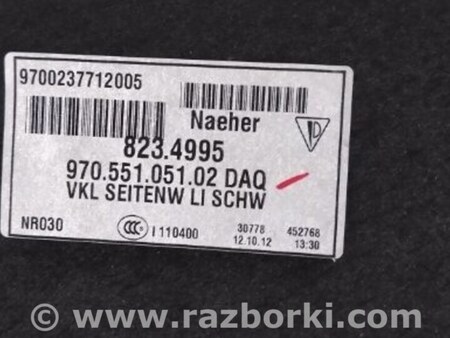 9700237712005
Naeher
823.4995
970.551.051.02 DAQ
VKL SEITENW LI SCHW
NR030
CCC
I 110400
30778
452768
12.10.12
13:30
© www.razborki.com